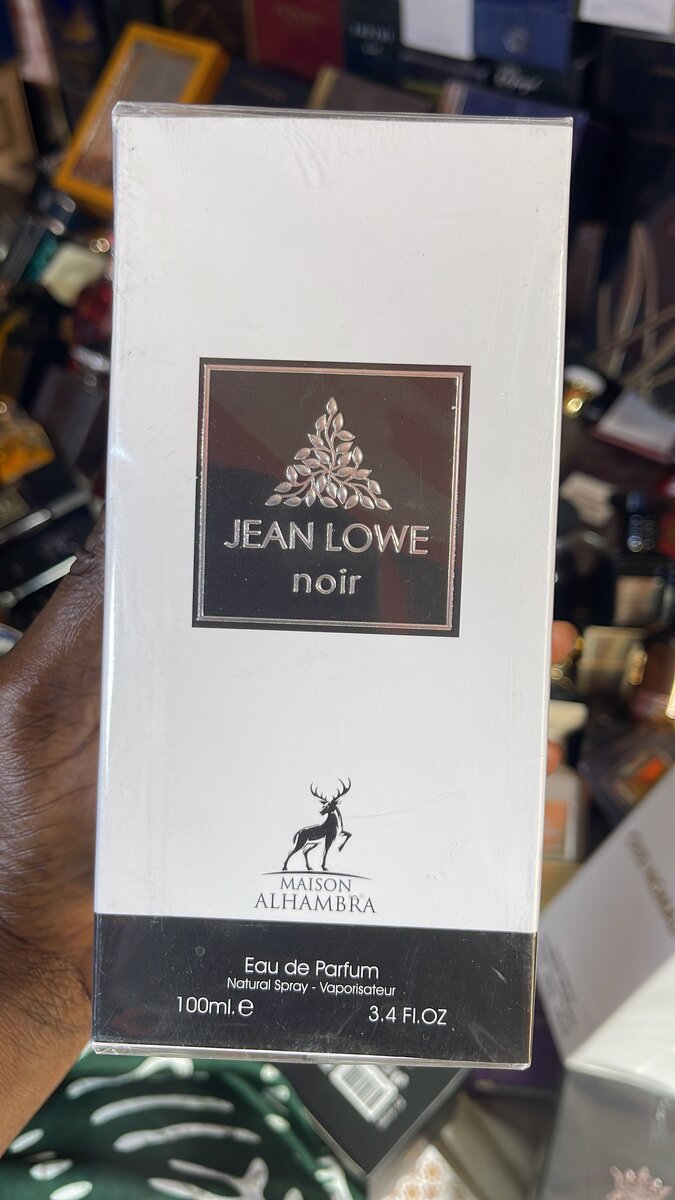 JEAN LOWE
noir
MAISON
ALHAMBRA
Eau de Parfum
Natural Spray - Vaporisateur
100ml.e
3.4 Fl.OZ